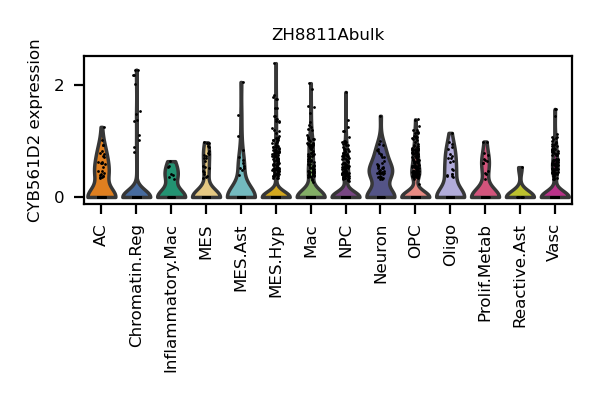 ZH8811Abulk
CYB561D2 expression
2
0
AC
Chromatin.Reg
Inflammatory.Mac
MES
MES.Ast
MES.Hyp
Mac
NPC
Neuron
OPC
Oligo
Prolif.Metab
Reactive.Ast
Vasc